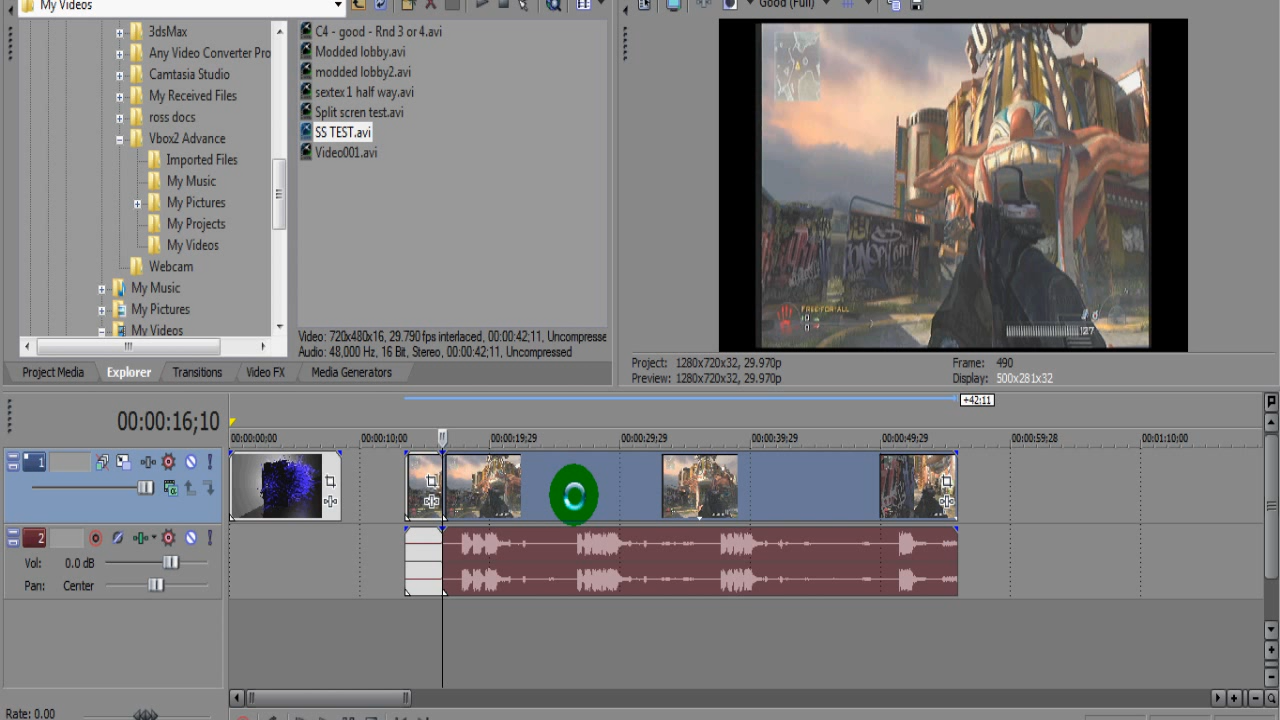 My Videos
Good (Full)
3dsMax
Any Video Converter Pro
Camtasia Studio
My Received Files
ross docs
Vbox2 Advance
Imported Files
My Music
My Pictures
My Projects
My Videos
Webcam
My Music
My Pictures
My Videos
C4 - good - Rnd 3 or 4.avi
Modded lobby.avi
modded lobby2.avi
sextex1 half way.avi
Split scren test.avi
SS TEST.avi
Video001.avi
Video: 720x480x16, 29.790 fps interlaced, 00:00:42;11, Uncompresse
Audio: 48,000 Hz, 16 Bit, Stereo, 00:00:42;11, Uncompressed
Project Media Explorer Transitions Video FX Media Generators
FREE-FOR-ALL
127
Project: 1280x720x32, 29.970p
Preview: 1280x720x32, 29.970p
Frame: 490
Display: 500x281x32
+42:11
00:00:16;10
00:00:00;00 00:00:10;00 00:00:19;29 00:00:29;29 00:00:39;29 00:00:49;29 00:00:59;28 00:01:10;00
1
2
Vol: 0.0 dB
Pan: Center
Rate: 0.00